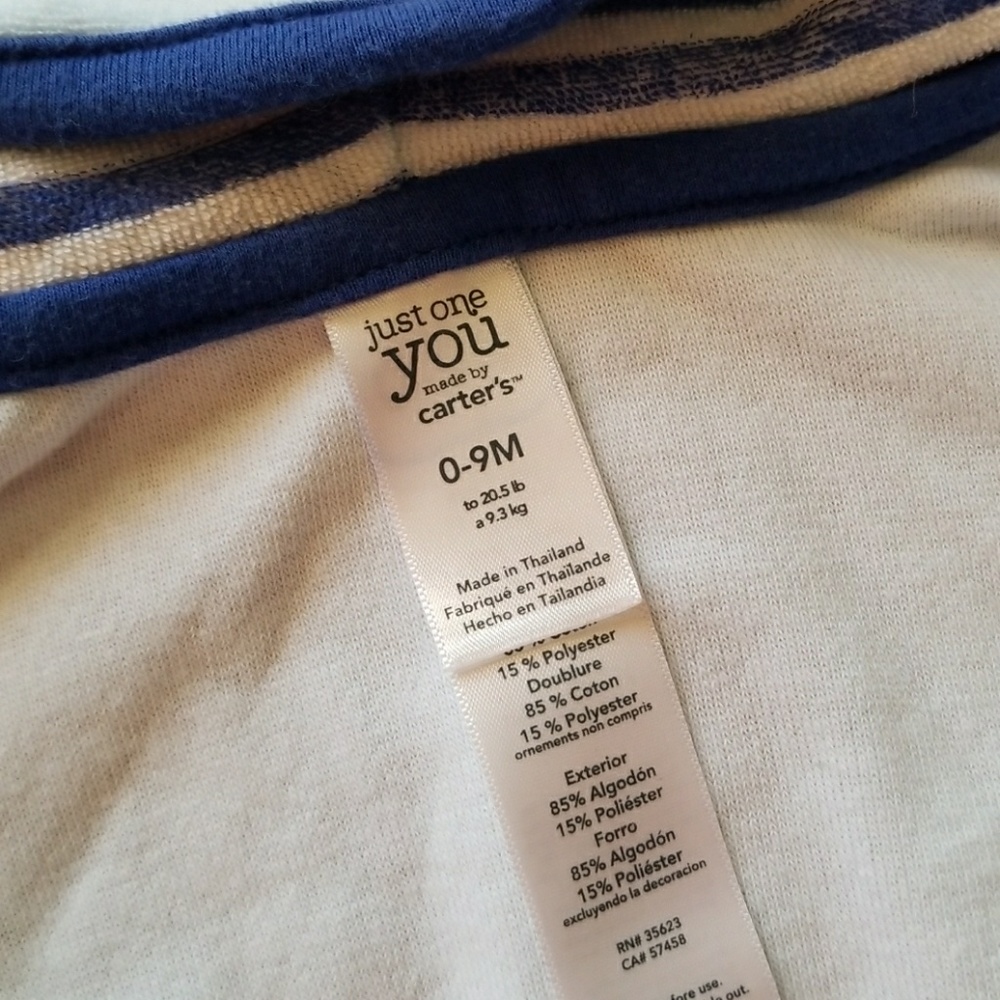 just one
you
made by
carter's™
0-9M
to 20.5 lb
a 9.3 kg
Made in Thailand
Fabriqué en Thaïlande
Hecho en Tailandia
15 % Polyester
Doublure
85 % Coton
15 % Polyester
ornements non compris
Exterior
85% Algodón
15% Poliéster
Forro
85% Algodón
15% Poliéster
excluyendo la decoracion
RN# 35623
CA# 57458
use.
out.